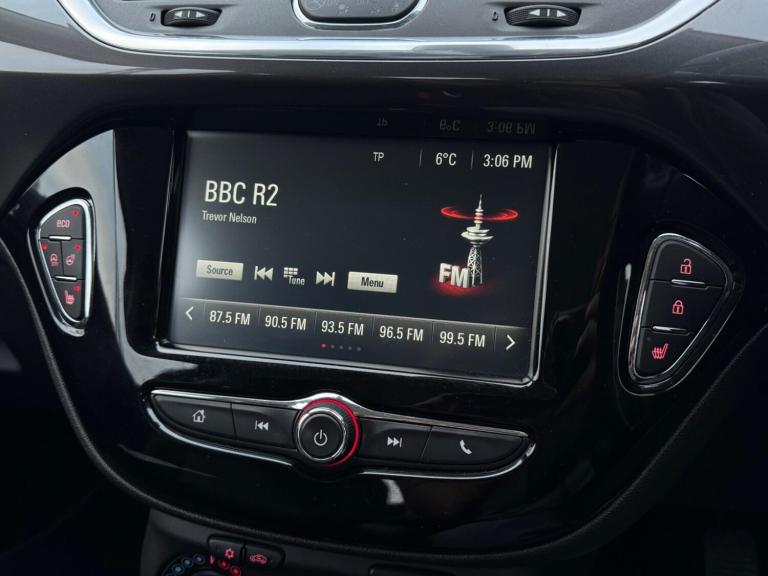 TP 6°C 3:06 PM
BBC R2
Trevor Nelson
FM
Source Tune Menu
87.5 FM 90.5 FM 93.5 FM 96.5 FM 99.5 FM
eco